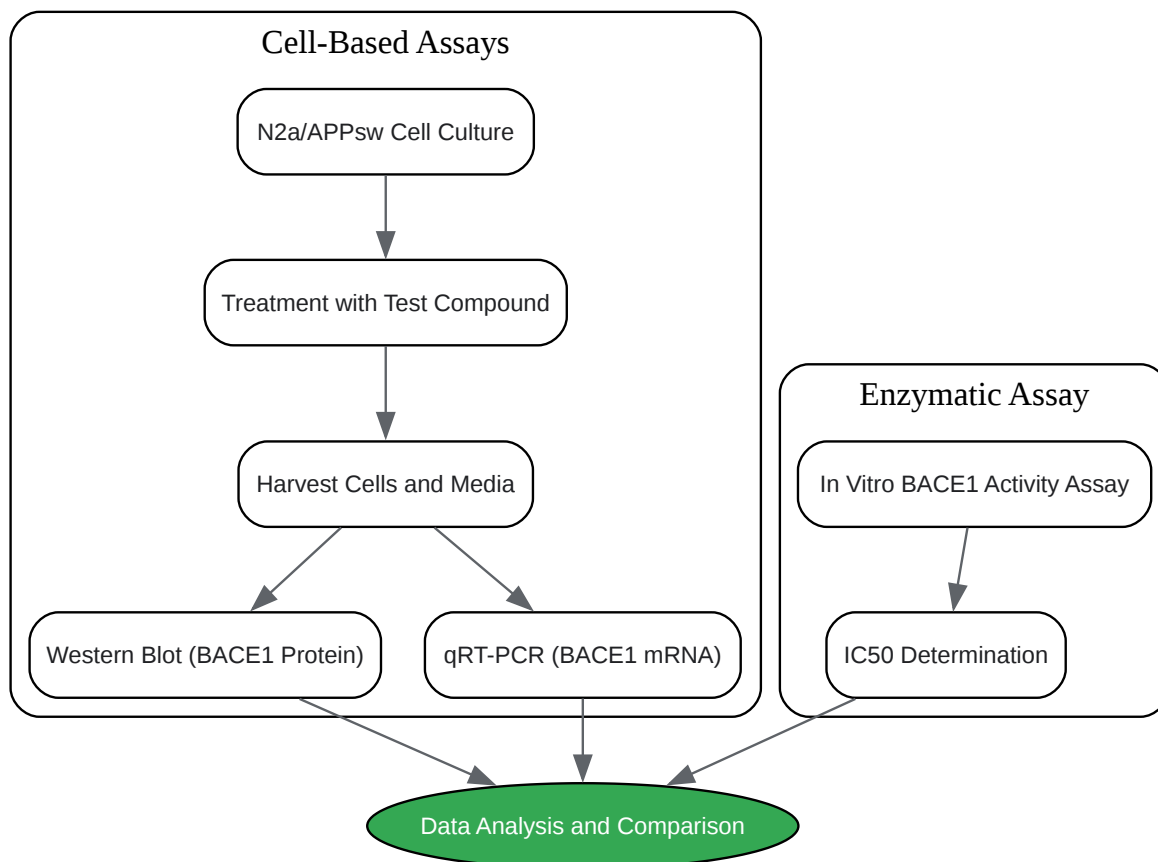 Cell-Based Assays
N2a/APPsw Cell Culture
Treatment with Test Compound
Harvest Cells and Media
Western Blot (BACE1 Protein)
qRT-PCR (BACE1 mRNA)
Enzymatic Assay
In Vitro BACE1 Activity Assay
IC50 Determination
Data Analysis and Comparison